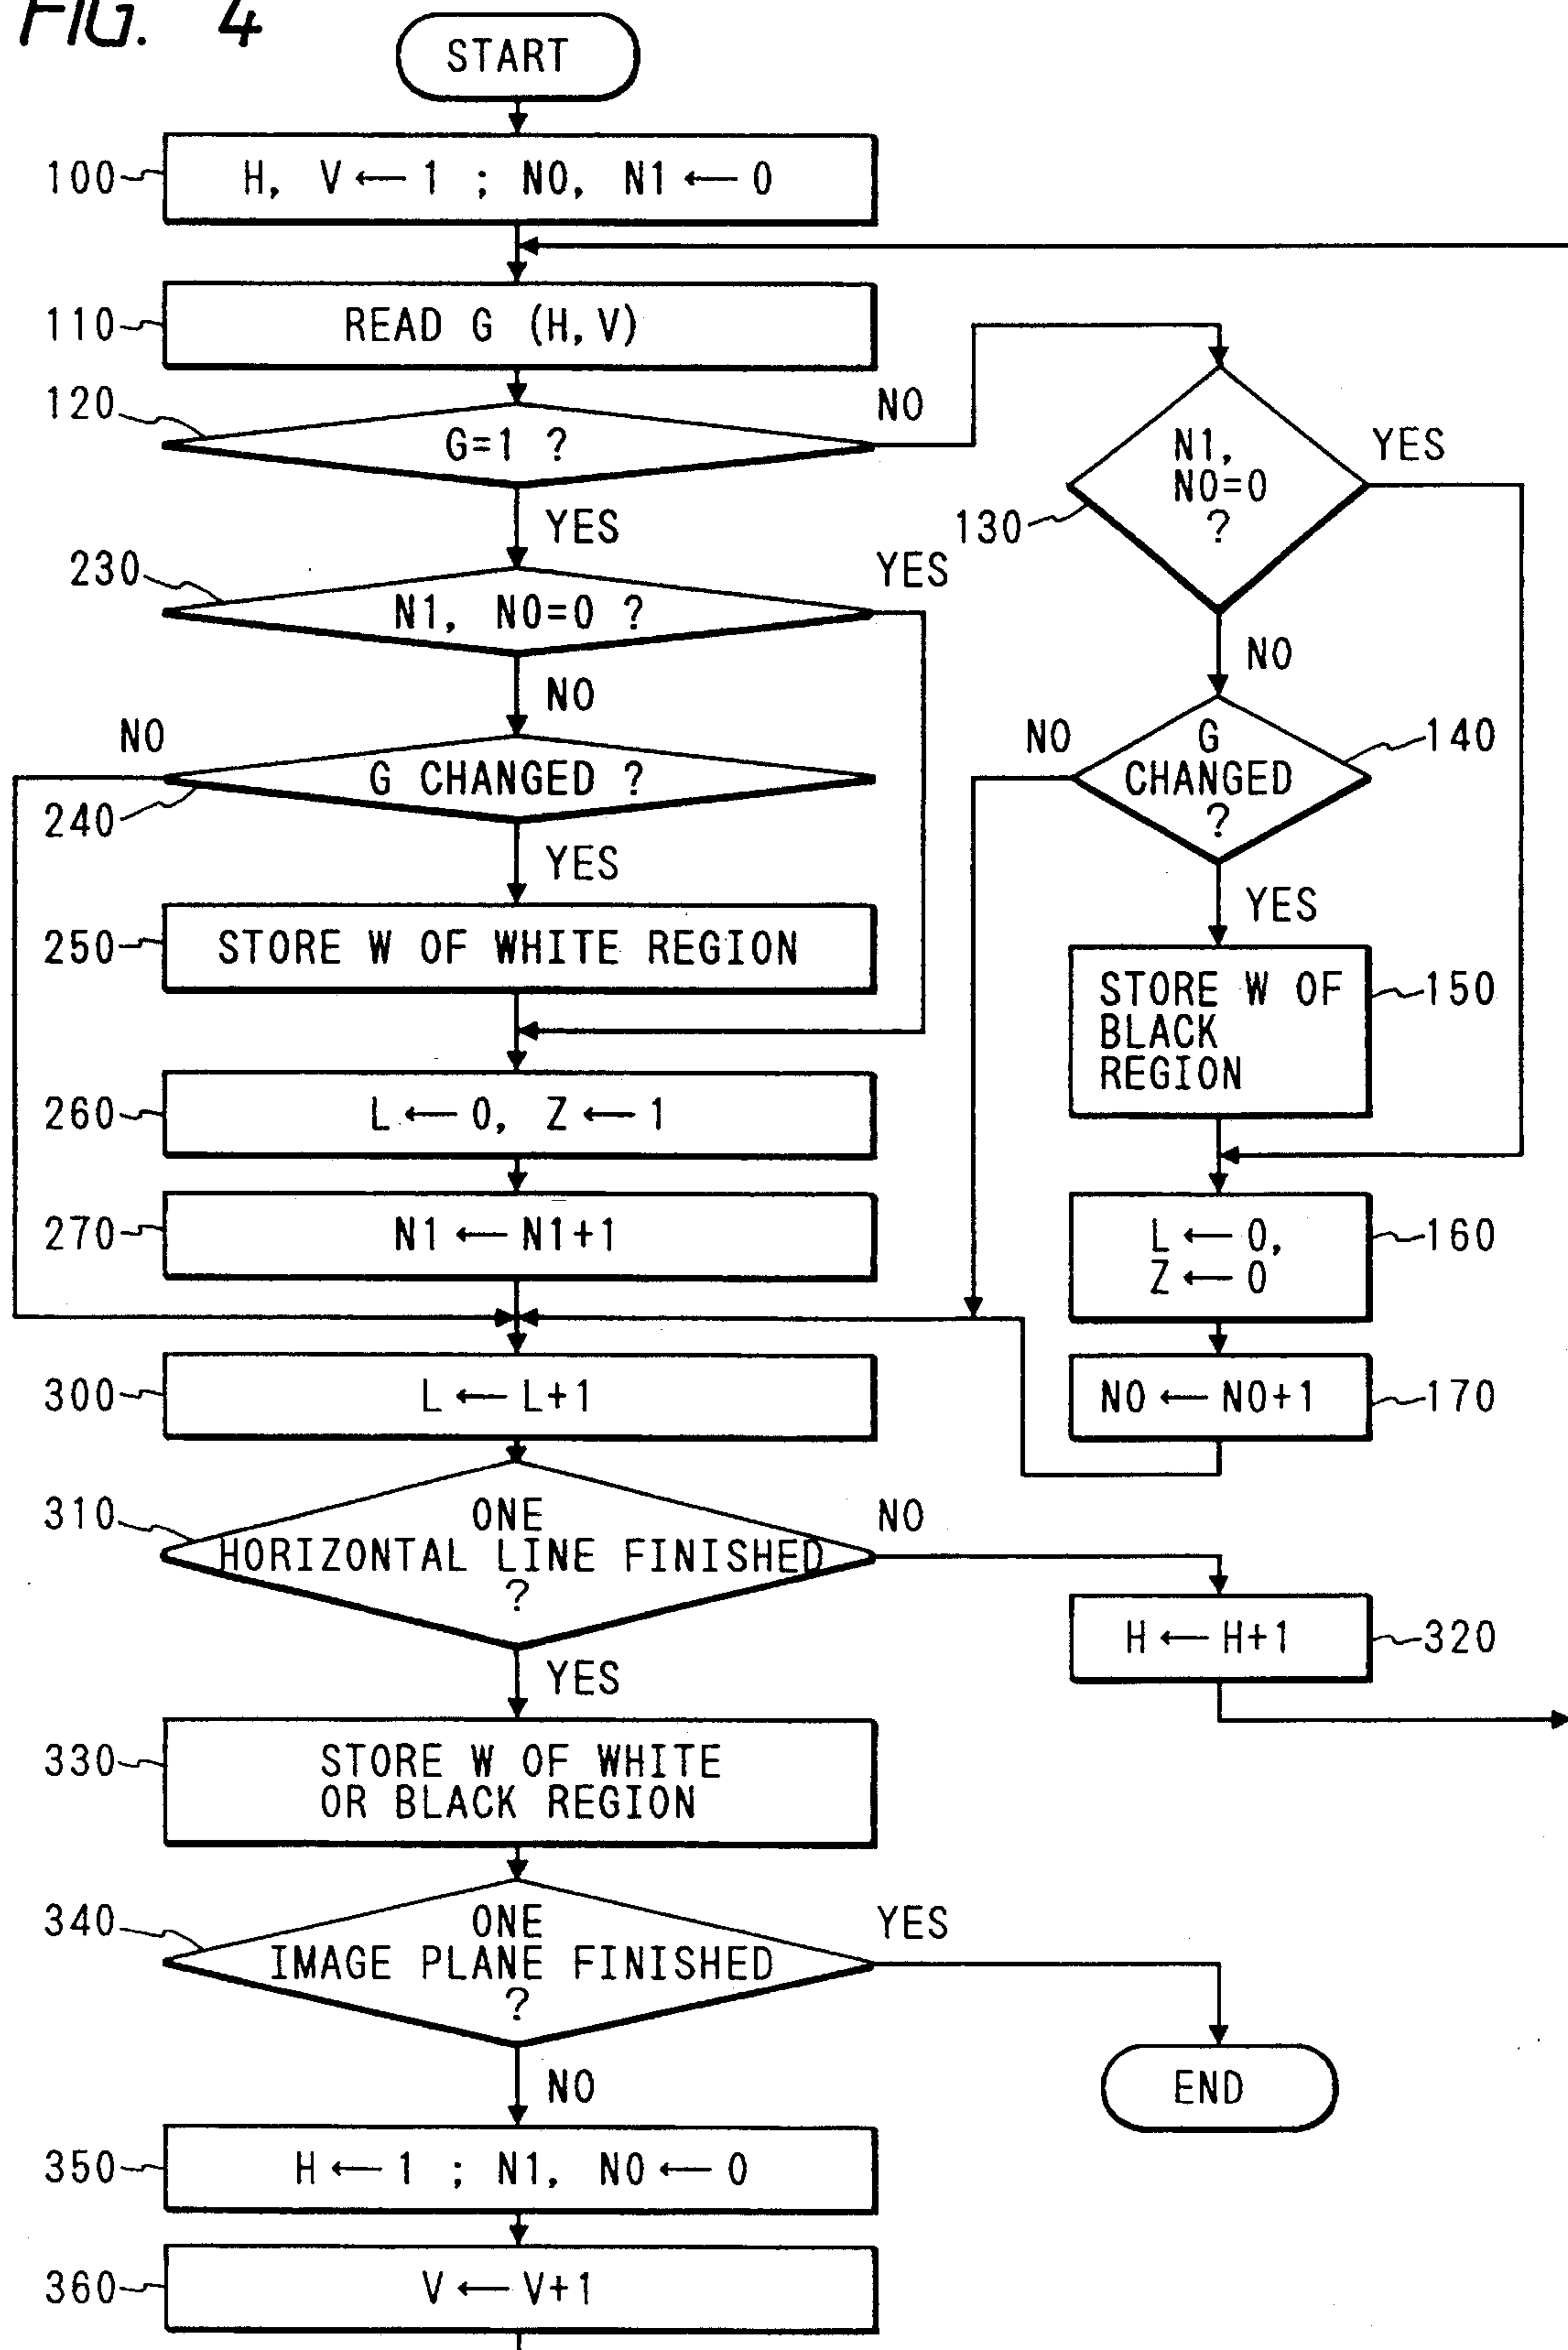 FIG. 4
START
100
H, V ← 1 ; N0, N1 ← 0
110
READ G (H,V)
120
G=1 ?
NO
YES
130
N1,
N0=0
?
YES
NO
230
N1, N0=0 ?
YES
NO
240
G CHANGED ?
NO
YES
140
G
CHANGED
?
NO
YES
250
STORE W OF WHITE REGION
150
STORE W OF
BLACK
REGION
260
L ← 0, Z ← 1
270
N1 ← N1+1
160
L ← 0,
Z ← 0
170
N0 ← N0+1
300
L ← L+1
310
ONE
HORIZONTAL LINE FINISHED
?
NO
YES
320
H ← H+1
330
STORE W OF WHITE
OR BLACK REGION
340
ONE
IMAGE PLANE FINISHED
?
YES
NO
END
350
H ← 1 ; N1, N0 ← 0
360
V ← V+1